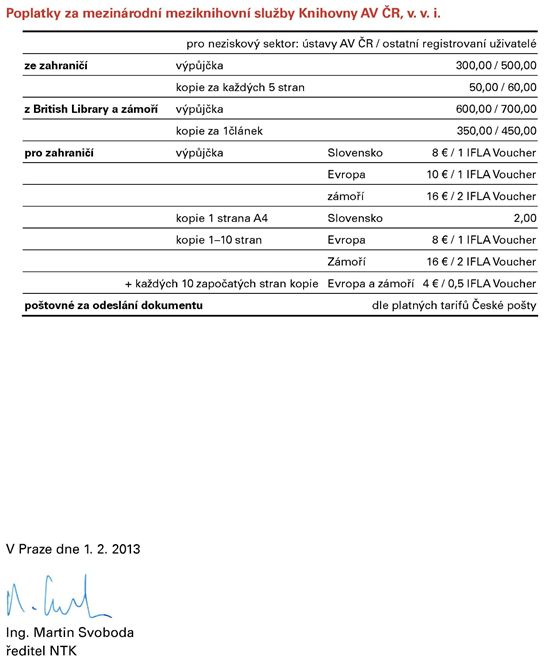 Poplatky za mezinárodní meziknihovní služby Knihovny AV ČR, v. v. i.
pro neziskový sektor: ústavy AV ČR / ostatní registrovaní uživatelé
ze zahraničí výpůjčka 300,00 / 500,00
kopie za každých 5 stran 50,00 / 60,00
z British Library a zámoří výpůjčka 600,00 / 700,00
kopie za 1článek 350,00 / 450,00
pro zahraničí výpůjčka Slovensko 8 € / 1 IFLA Voucher
Evropa 10 € / 1 IFLA Voucher
zámoří 16 € / 2 IFLA Voucher
kopie 1 strana A4 Slovensko 2,00
kopie 1–10 stran Evropa 8 € / 1 IFLA Voucher
Zámoří 16 € / 2 IFLA Voucher
+ každých 10 započatých stran kopie Evropa a zámoří 4 € / 0,5 IFLA Voucher
poštovné za odeslání dokumentu dle platných tarifů České pošty
V Praze dne 1. 2. 2013
Ing. Martin Svoboda
ředitel NTK